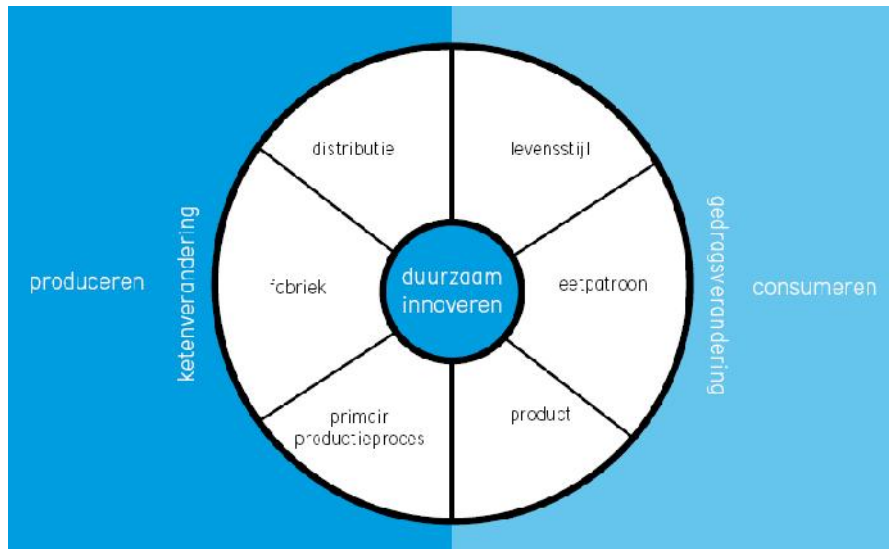 distributie
levensstijl
ketenverandering
gedragsverandering
produceren
fabriek
duurzaam
innoveren
eetpatroon
consumeren
primair
productieproces
product